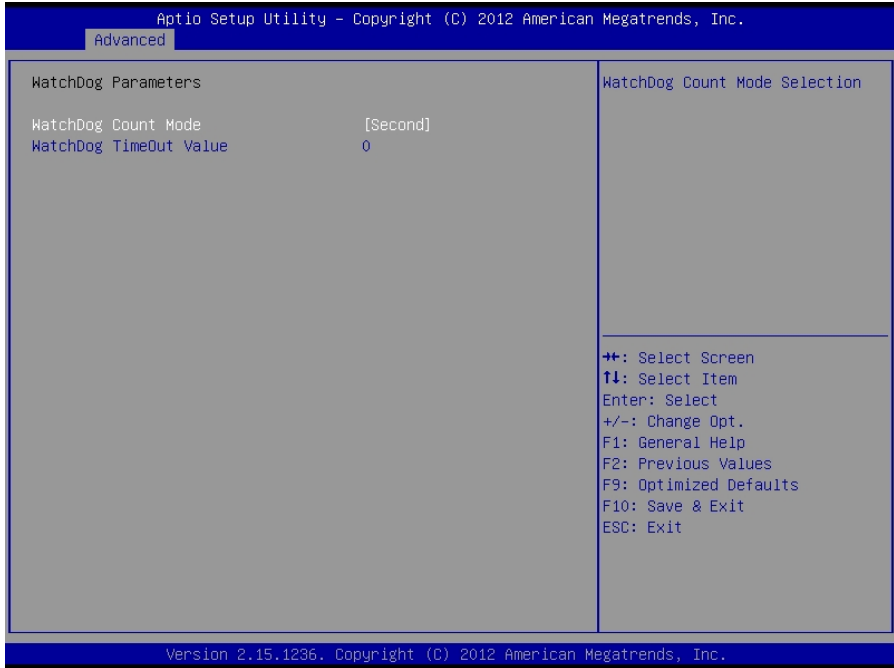 Aptio Setup Utility – Copyright (C) 2012 American Megatrends, Inc.
Advanced
WatchDog Parameters
WatchDog Count Mode [Second]
WatchDog TimeOut Value 0
WatchDog Count Mode Selection
→←: Select Screen
↑↓: Select Item
Enter: Select
+/-: Change Opt.
F1: General Help
F2: Previous Values
F9: Optimized Defaults
F10: Save & Exit
ESC: Exit
Version 2.15.1236. Copyright (C) 2012 American Megatrends, Inc.